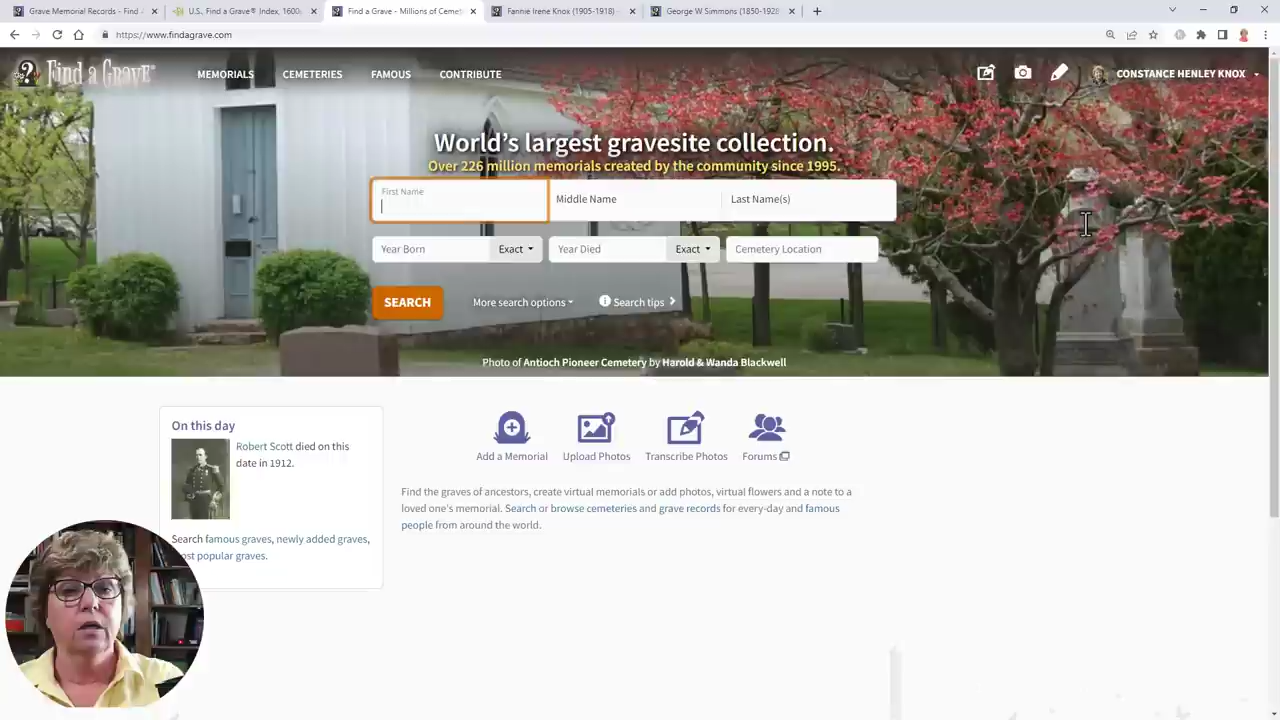 Grave Memorial Records - Find A
U.S., Find a Grave® Index, 1600s
Find a Grave - Millions of Cemet
Fannie Irene Knox (1905-1918) -
George W Simmons (1850-1928
https://www.findagrave.com
Find a Grave®
MEMORIALS
CEMETERIES
FAMOUS
CONTRIBUTE
CONSTANCE HENLEY KNOX
World's largest gravesite collection.
Over 226 million memorials created by the community since 1995.
First Name
Middle Name
Last Name(s)
Year Born
Exact
Year Died
Exact
Cemetery Location
SEARCH
More search options
Search tips
Photo of Antioch Pioneer Cemetery by Harold & Wanda Blackwell
On this day
Robert Scott died on this
date in 1912.
Search famous graves, newly added graves,
ost popular graves.
Add a Memorial
Upload Photos
Transcribe Photos
Forums
Find the graves of ancestors, create virtual memorials or add photos, virtual flowers and a note to a
loved one's memorial. Search or browse cemeteries and grave records for every-day and famous
people from around the world.